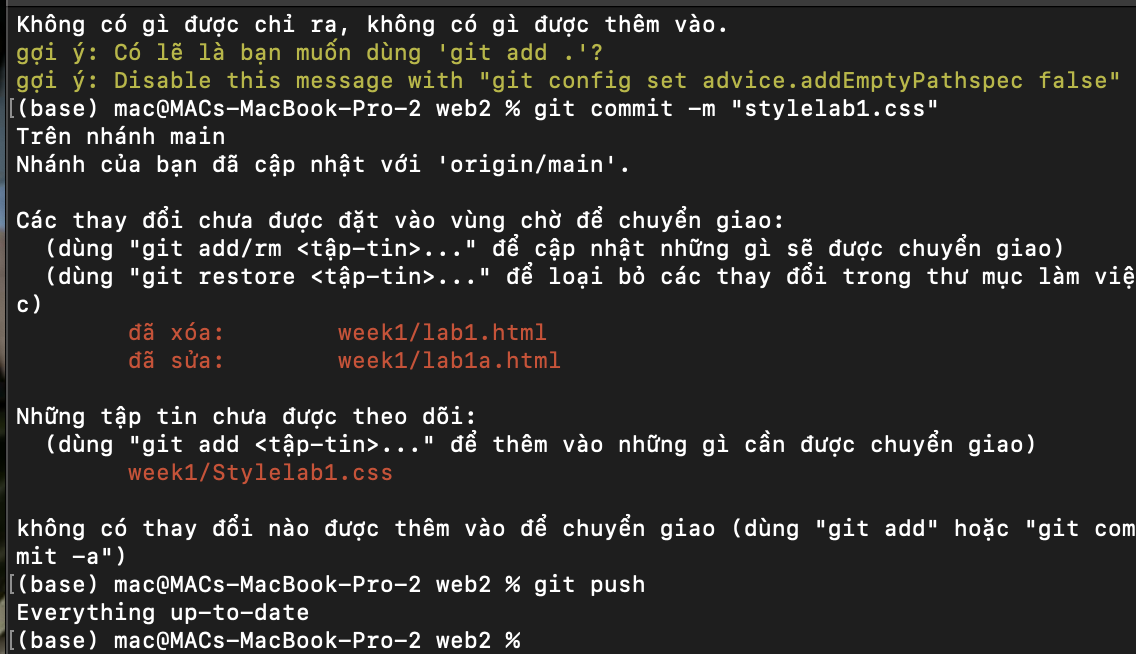 Không có gì được chỉ ra, không có gì được thêm vào.
gợi ý: Có lẽ là bạn muốn dùng 'git add .'?
gợi ý: Disable this message with "git config set advice.addEmptyPathspec false"
[(base) mac@MACs-MacBook-Pro-2 web2 % git commit -m "stylelab1.css"
Trên nhánh main
Nhánh của bạn đã cập nhật với 'origin/main'.
Các thay đổi chưa được đặt vào vùng chờ để chuyển giao:
(dùng "git add/rm <tập-tin>..." để cập nhật những gì sẽ được chuyển giao)
(dùng "git restore <tập-tin>..." để loại bỏ các thay đổi trong thư mục làm việ
c)
đã xóa: week1/lab1.html
đã sửa: week1/lab1a.html
Những tập tin chưa được theo dõi:
(dùng "git add <tập-tin>..." để thêm vào những gì cần được chuyển giao)
week1/Stylelab1.css
không có thay đổi nào được thêm vào để chuyển giao (dùng "git add" hoặc "git com
mit -a")
[(base) mac@MACs-MacBook-Pro-2 web2 % git push
Everything up-to-date
[(base) mac@MACs-MacBook-Pro-2 web2 %